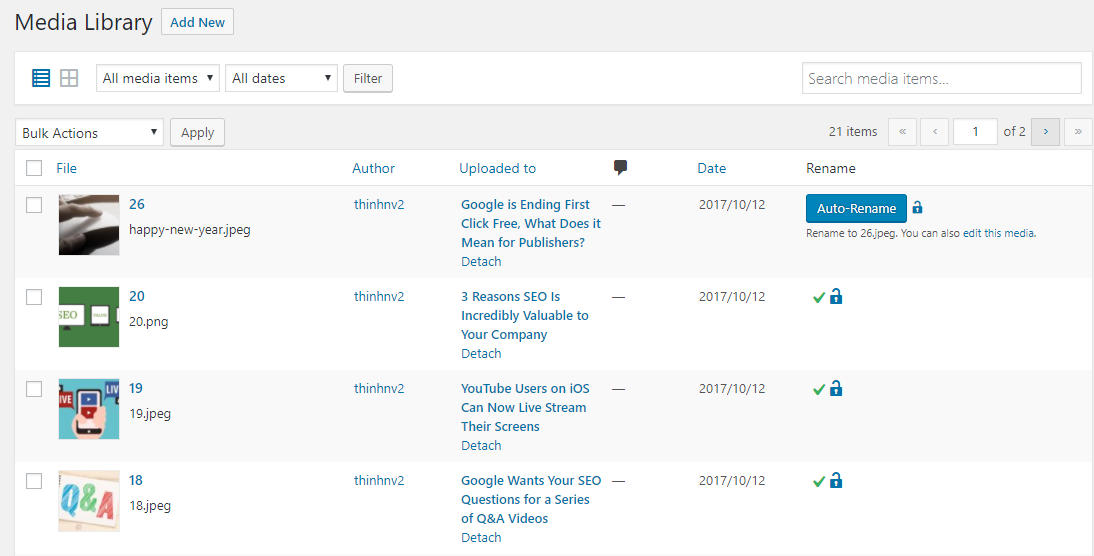 Media Library Add New
All media items All dates Filter Search media items...
Bulk Actions Apply 21 items « ‹ 1 of 2 › »
File Author Uploaded to Date Rename
26 thinhnv2 Google is Ending First — 2017/10/12 Auto-Rename
happy-new-year.jpeg Click Free, What Does it
Mean for Publishers? Rename to 26.jpeg. You can also edit this media.
Detach
20 thinhnv2 3 Reasons SEO Is — 2017/10/12
SEO
20.png Incredibly Valuable to
Your Company
Detach
19 thinhnv2 YouTube Users on iOS — 2017/10/12
LIVE LIV
19.jpeg Can Now Live Stream
Their Screens
Detach
18 thinhnv2 Google Wants Your SEO — 2017/10/12
Q&A
18.jpeg Questions for a Series
of Q&A Videos
Detach